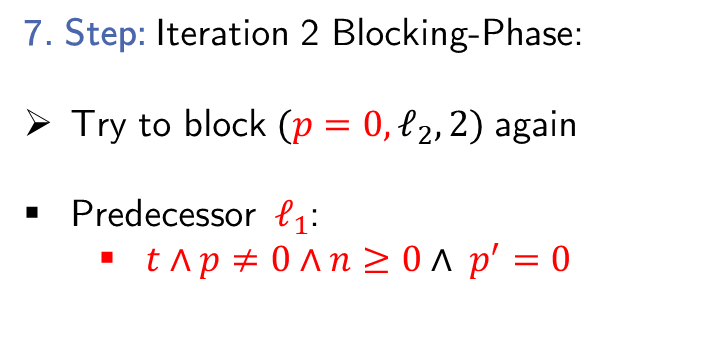 7. Step: Iteration 2 Blocking-Phase:
➢ Try to block (p = 0, ℓ₂, 2) again
▪ Predecessor ℓ₁:
▪ t ∧ p ≠ 0 ∧ n ≥ 0 ∧ p′ = 0